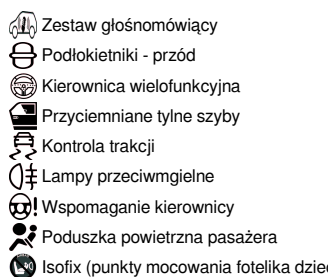 Zestaw głośnomówiący
Podłokietniki - przód
Kierownica wielofunkcyjna
Przyciemniane tylne szyby
Kontrola trakcji
Lampy przeciwmgielne
Wspomaganie kierownicy
Poduszka powietrzna pasażera
Isofix (punkty mocowania fotelika